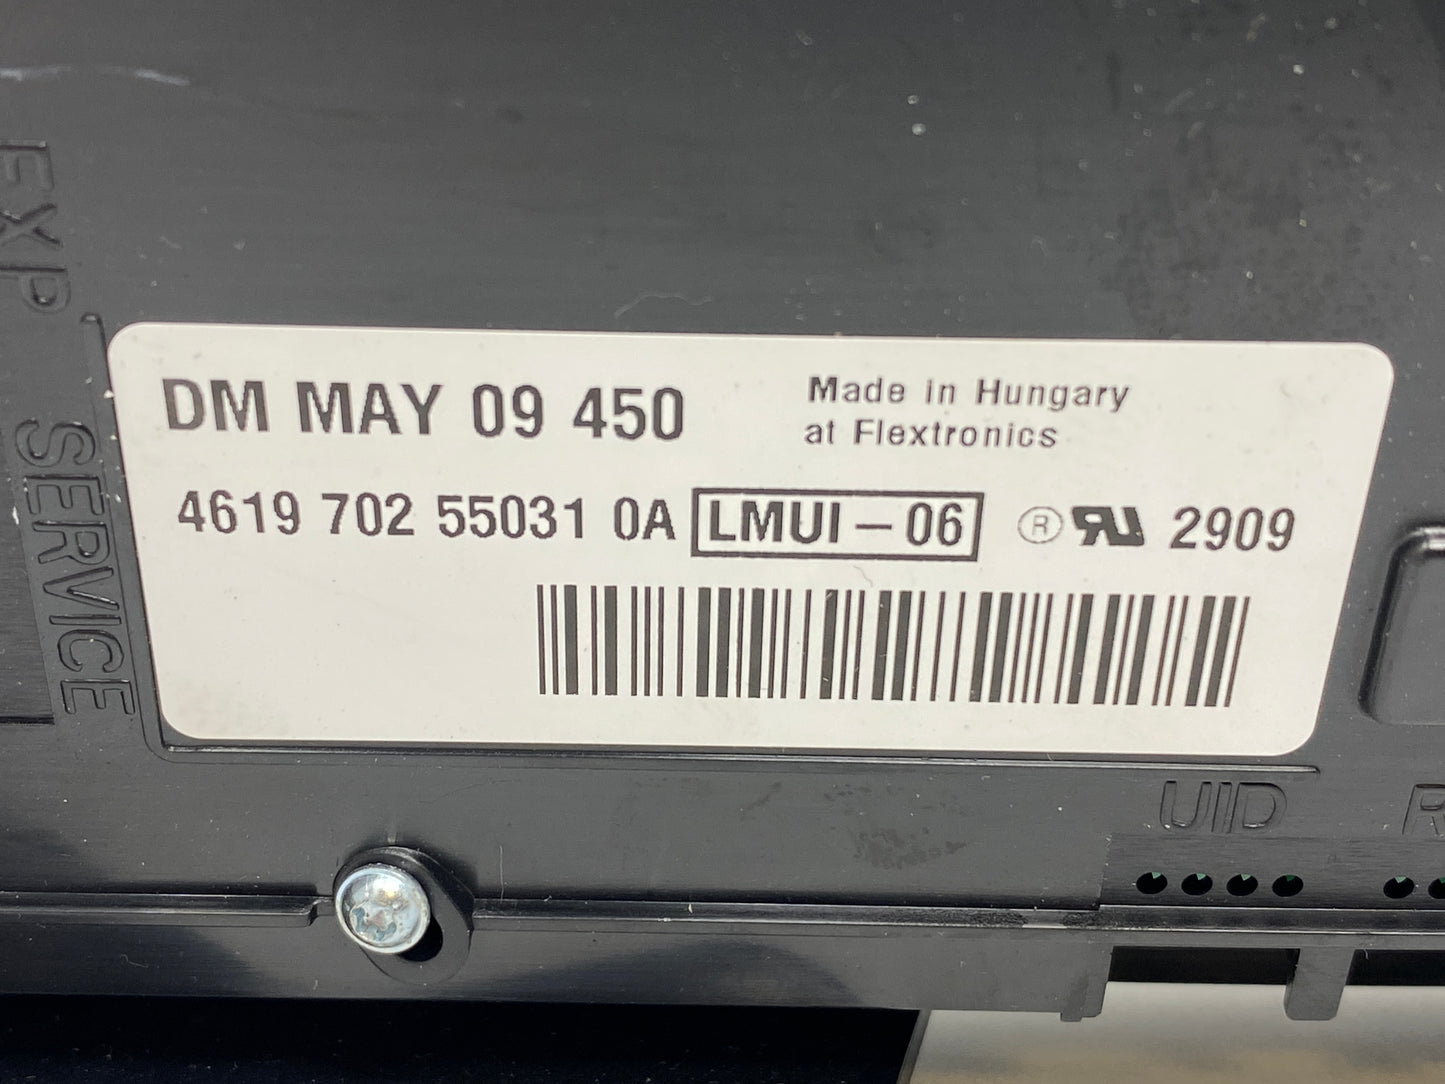 EXP
SERVICE
DM MAY 09 450
Made in Hungary
at Flextronics
4619 702 55031 0A LMUI – 06 ® RU 2909
UID
R